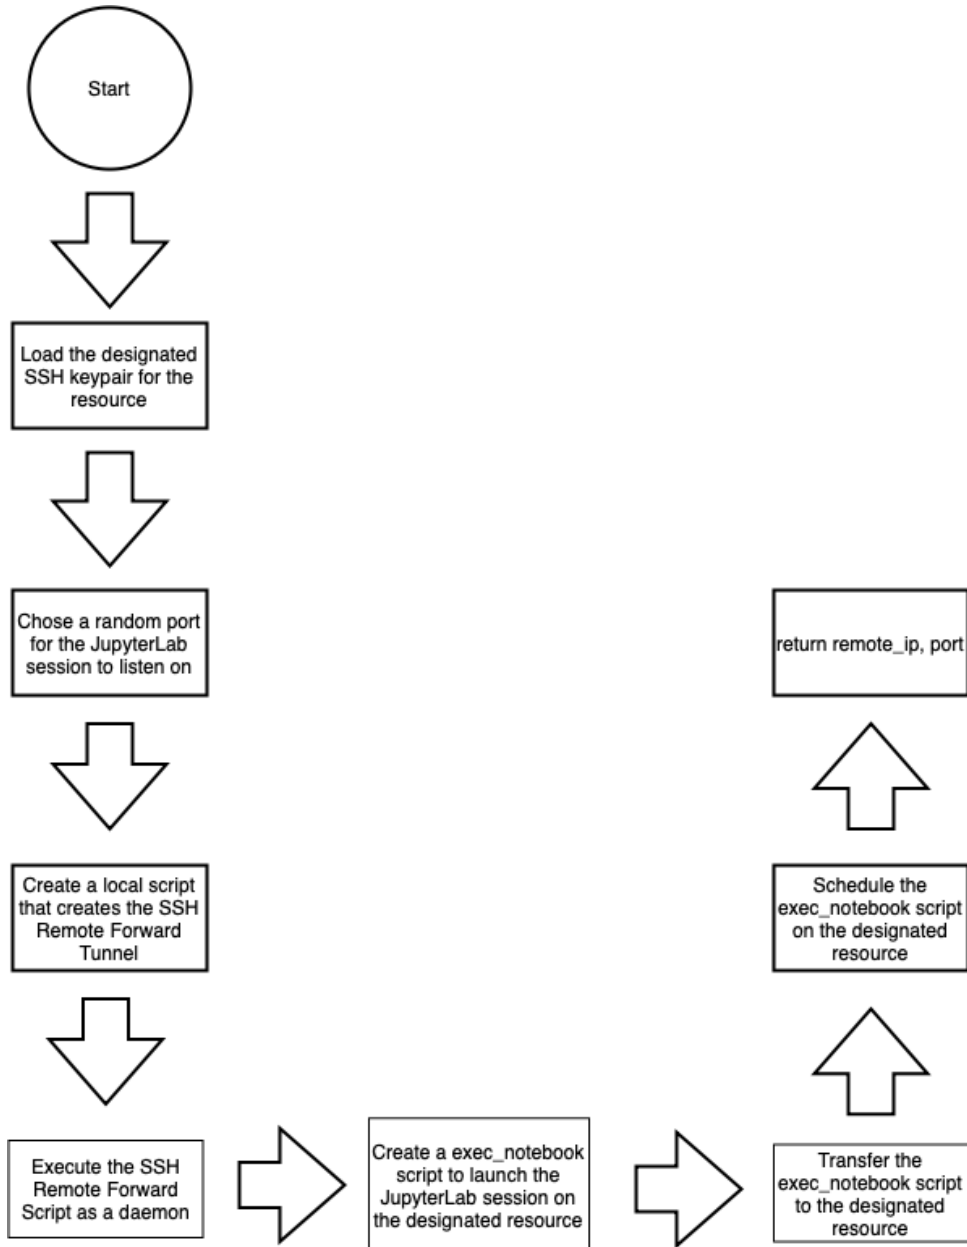 Start
Load the designated
SSH keypair for the
resource
Chose a random port
for the JupyterLab
session to listen on
Create a local script
that creates the SSH
Remote Forward
Tunnel
Execute the SSH
Remote Forward
Script as a daemon
Create a exec_notebook
script to launch the
JupyterLab session on
the designated resource
Transfer the
exec_notebook script
to the designated
resource
Schedule the
exec_notebook script
on the designated
resource
return remote_ip, port